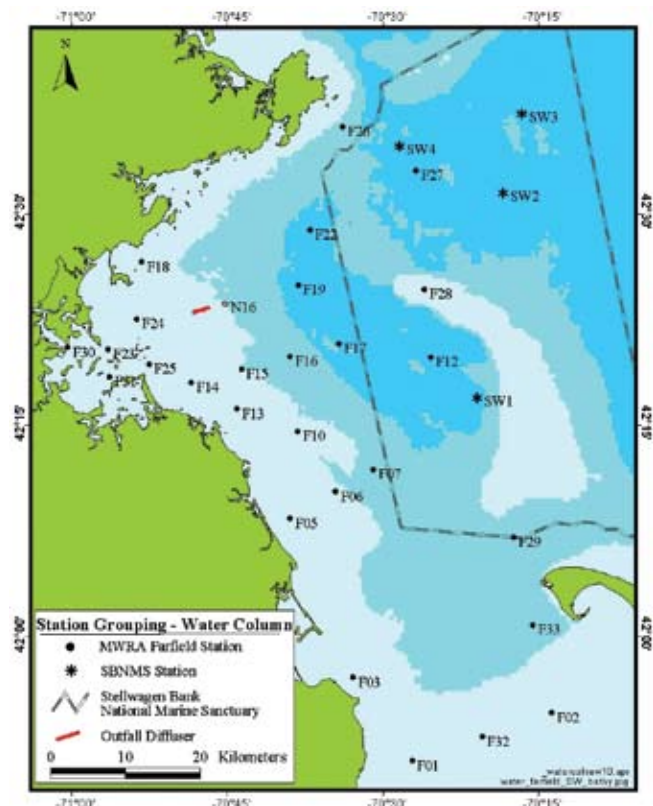 -71°00' -70°45' -70°30' -70°15'
N
F26
SW3
SW4
F27
SW2
42°30' 42°30'
F22
F18
F19
F28
N16
F24
F30
F23
F17
F16
F12
F25
F15
F31
F14
SW1
F13
42°15' 42°15'
F10
F07
F06
F05
F29
42°00' 42°00'
F33
F03
F02
F32
F01
Station Grouping - Water Column
MWRA Farfield Station
SBNMS Station
Stellwagen Bank
National Marine Sanctuary
Outfall Diffuser
0 10 20 Kilometers
-71°00' -70°45' -70°30' -70°15'